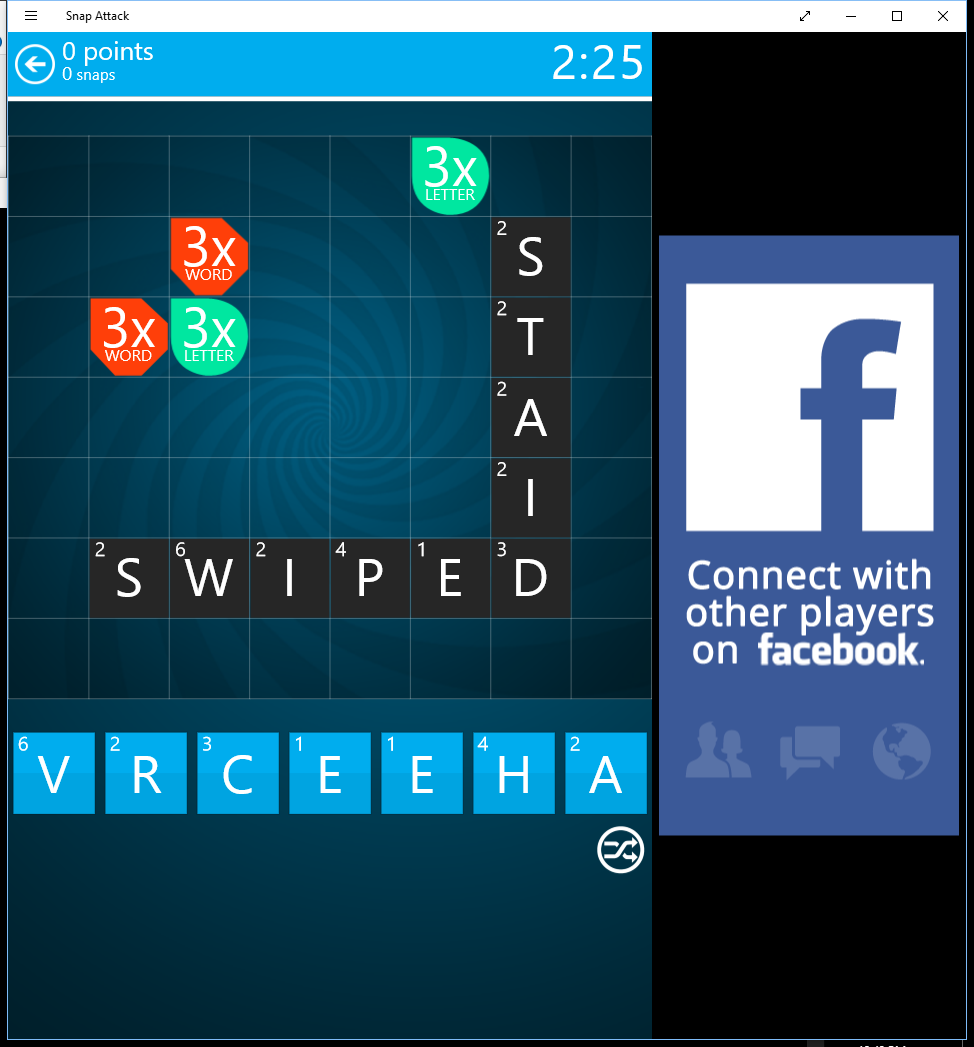 Snap Attack
0 points
0 snaps
2:25
3x
LETTER
3x
WORD
2 S
3x
WORD
3x
LETTER
2 T
2 A
2 I
2 S 6 W 2 I 4 P 1 E 3 D
6 V 2 R 3 C 1 E 1 E 4 H 2 A
f
Connect with
other players
on facebook.